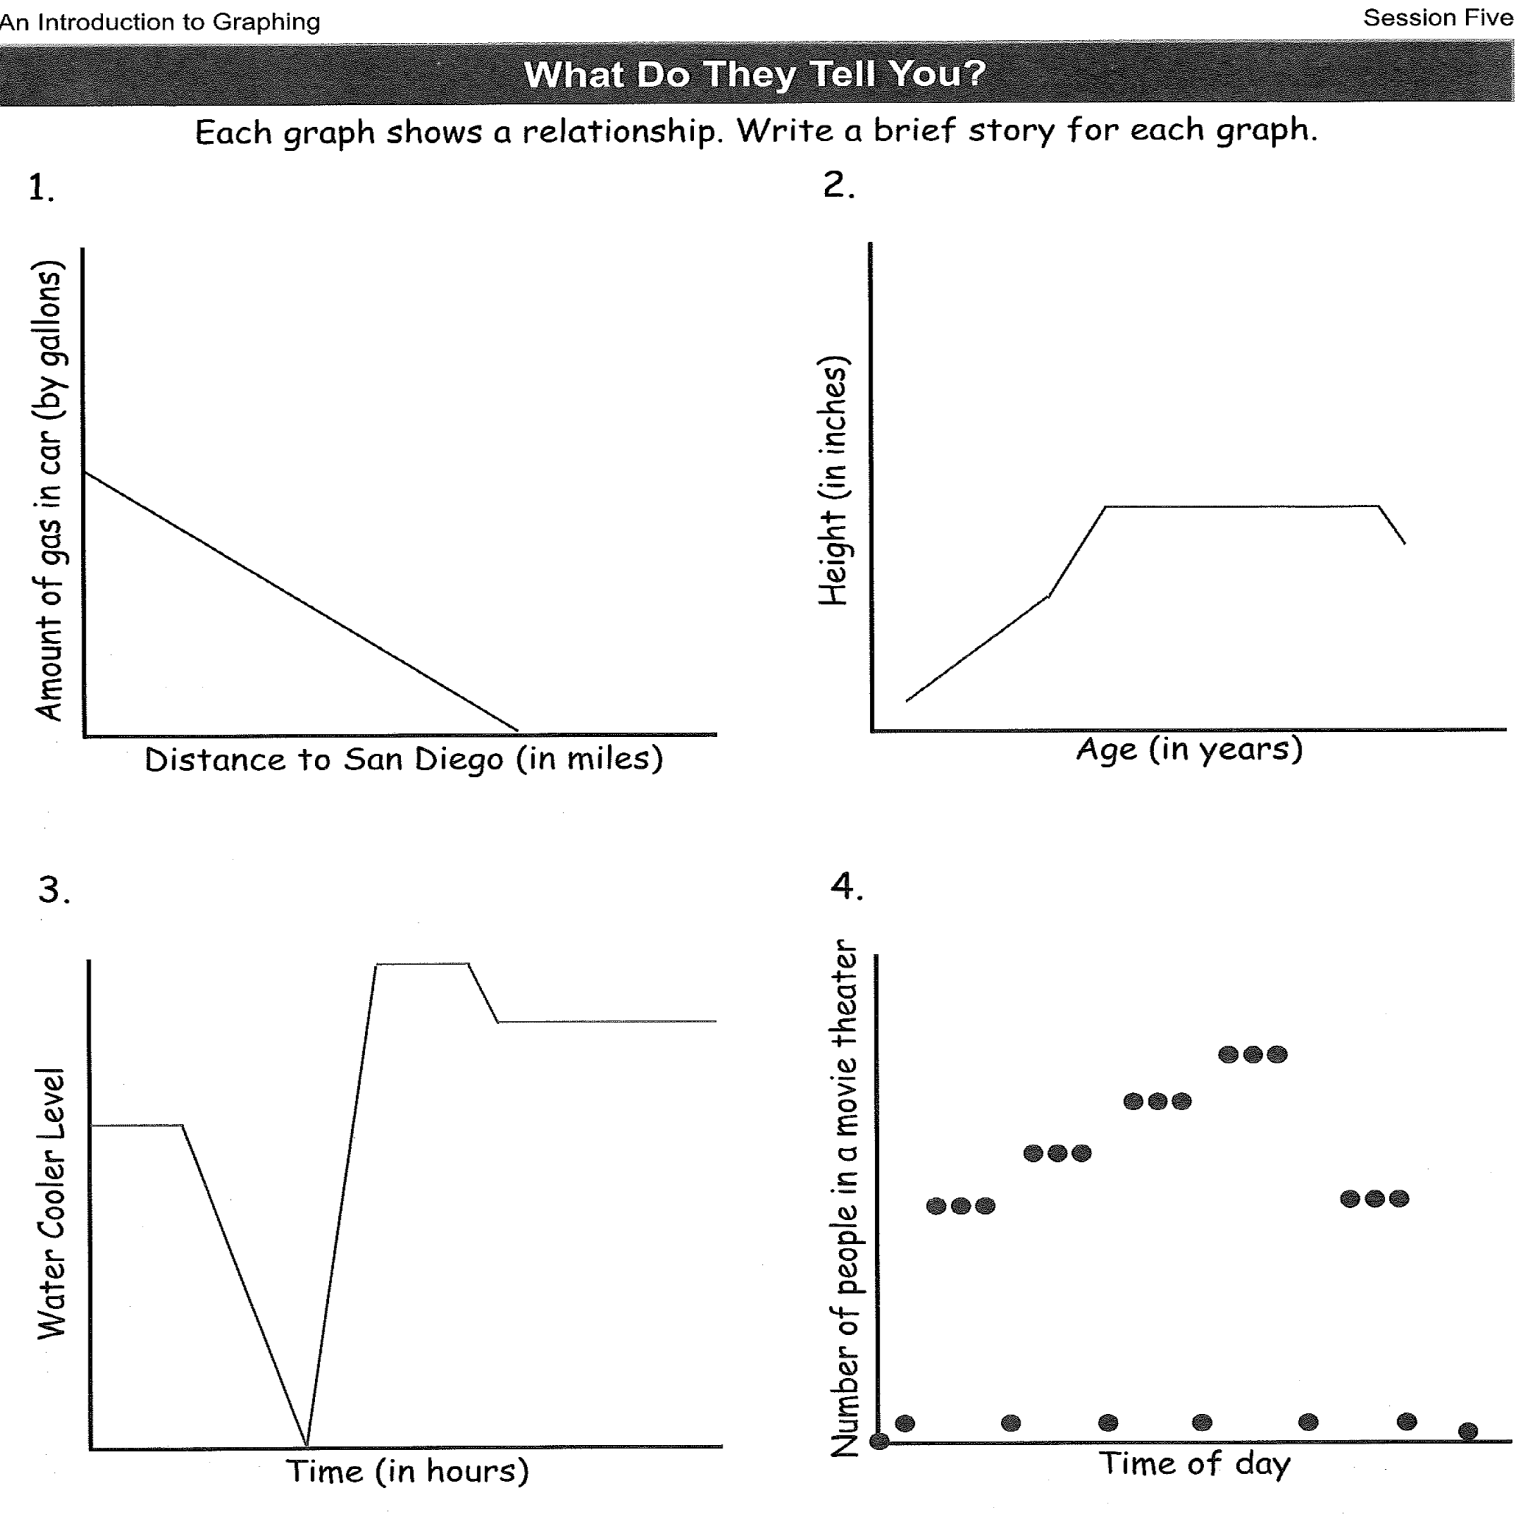 An Introduction to Graphing
Session Five
What Do They Tell You?
Each graph shows a relationship. Write a brief story for each graph.
1.
Amount of gas in car (by gallons)
Distance to San Diego (in miles)
2.
Height (in inches)
Age (in years)
3.
Water Cooler Level
Time (in hours)
4.
Number of people in a movie theater
Time of day